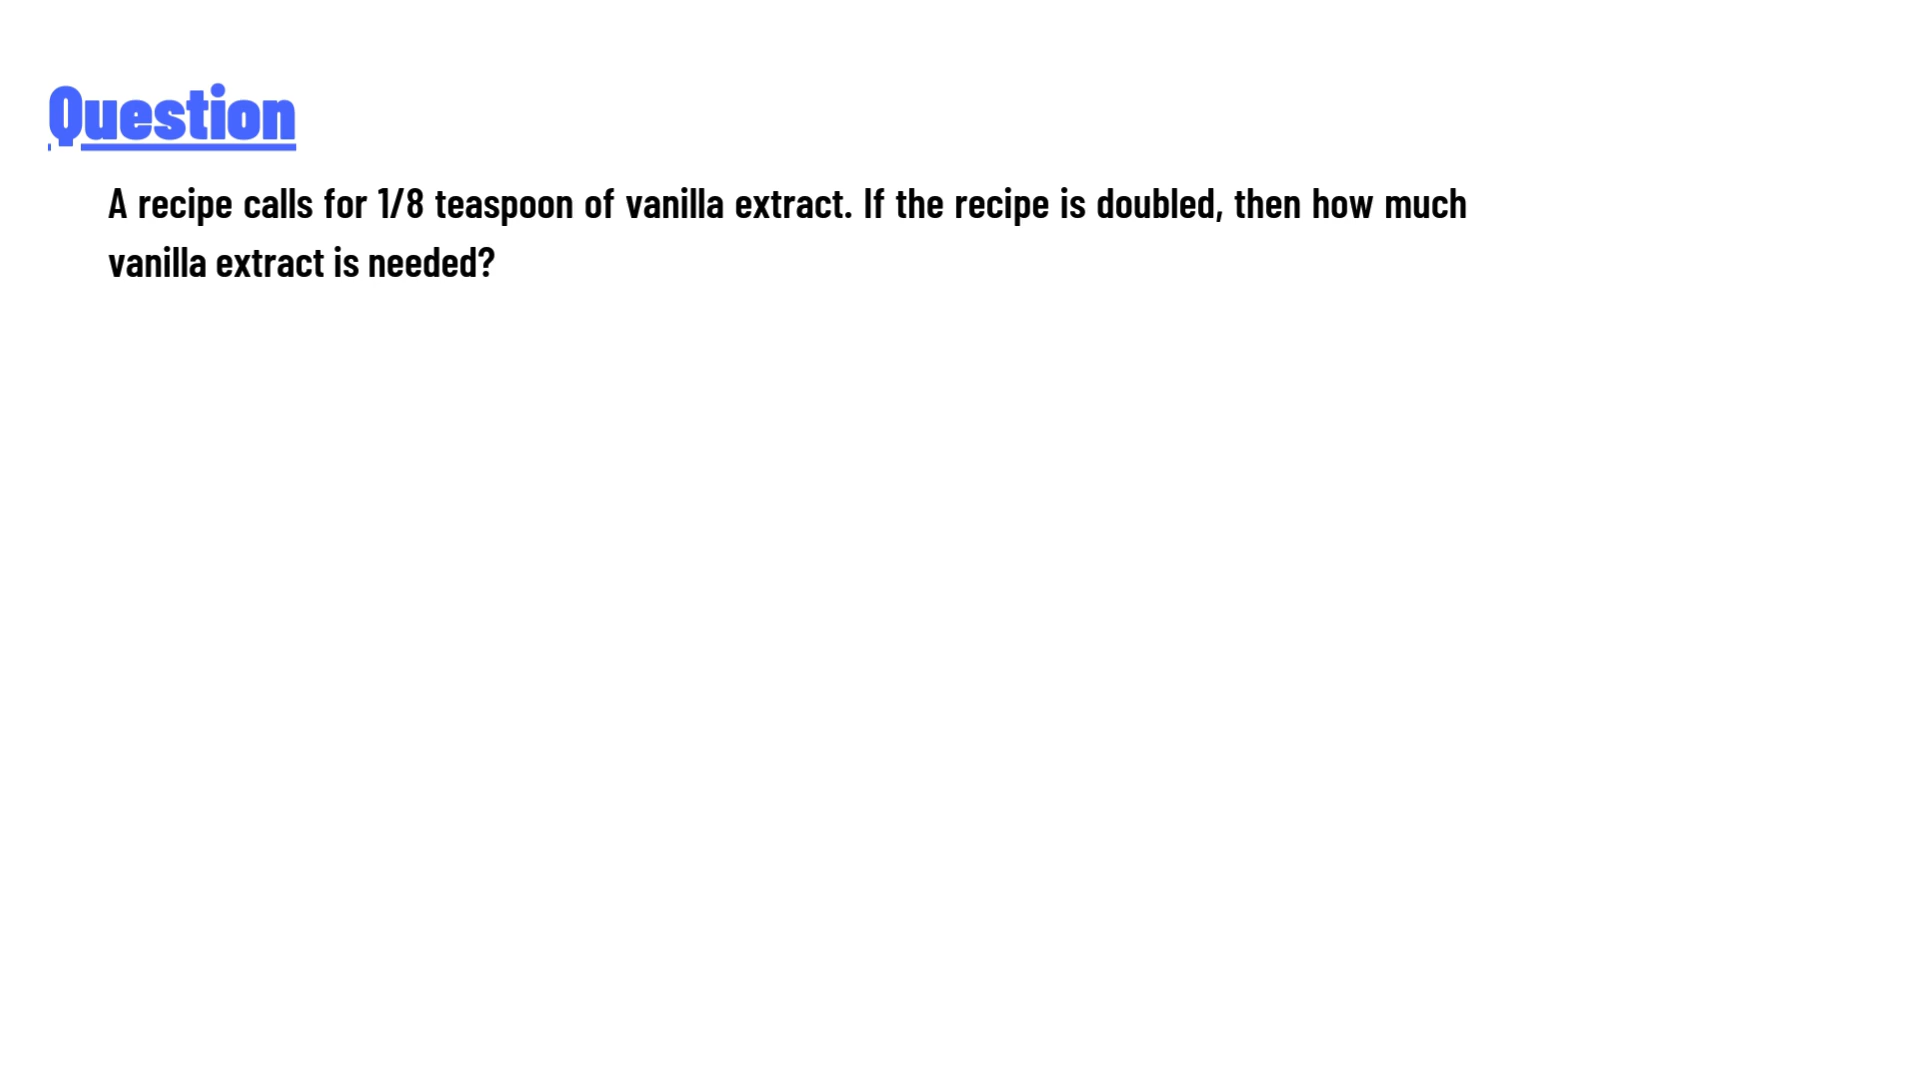 Question
A recipe calls for 1/8 teaspoon of vanilla extract. If the recipe is doubled, then how much
vanilla extract is needed?